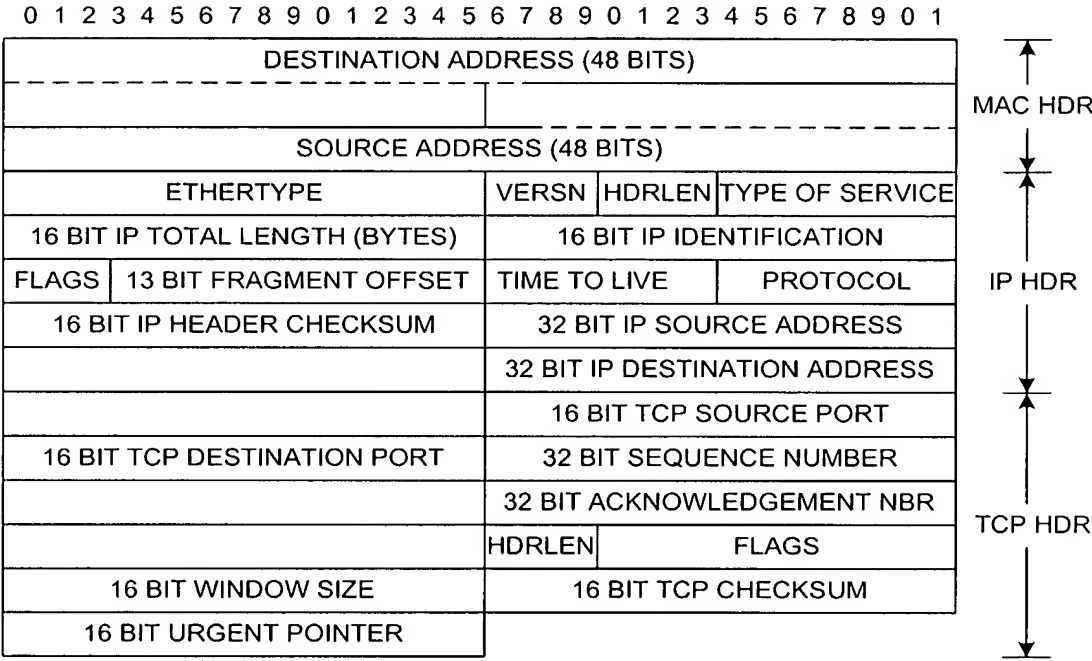 0 1 2 3 4 5 6 7 8 9 0 1 2 3 4 5 6 7 8 9 0 1 2 3 4 5 6 7 8 9 0 1
DESTINATION ADDRESS (48 BITS)
MAC HDR
SOURCE ADDRESS (48 BITS)
ETHERTYPE VERSN HDRLEN TYPE OF SERVICE
16 BIT IP TOTAL LENGTH (BYTES) 16 BIT IP IDENTIFICATION
FLAGS 13 BIT FRAGMENT OFFSET TIME TO LIVE PROTOCOL IP HDR
16 BIT IP HEADER CHECKSUM 32 BIT IP SOURCE ADDRESS
32 BIT IP DESTINATION ADDRESS
16 BIT TCP SOURCE PORT
16 BIT TCP DESTINATION PORT 32 BIT SEQUENCE NUMBER
32 BIT ACKNOWLEDGEMENT NBR
TCP HDR
HDRLEN FLAGS
16 BIT WINDOW SIZE 16 BIT TCP CHECKSUM
16 BIT URGENT POINTER